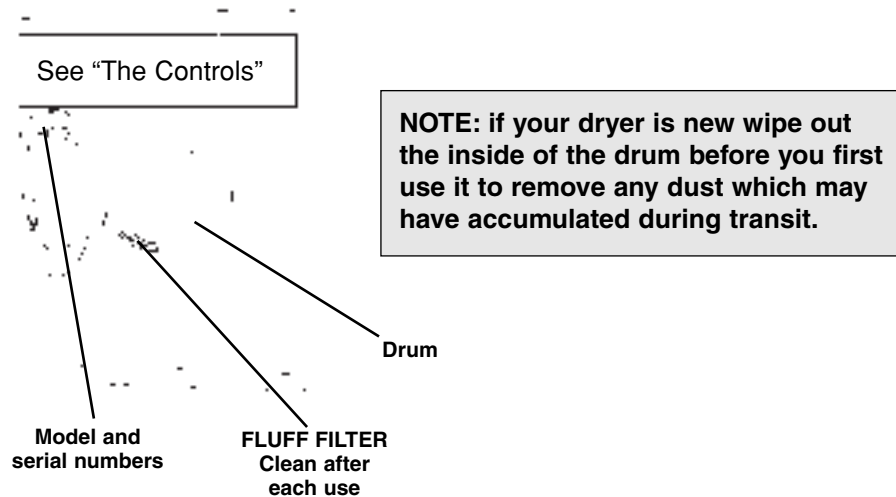 See “The Controls”
NOTE: if your dryer is new wipe out
the inside of the drum before you first
use it to remove any dust which may
have accumulated during transit.
Drum
Model and
serial numbers
FLUFF FILTER
Clean after
each use